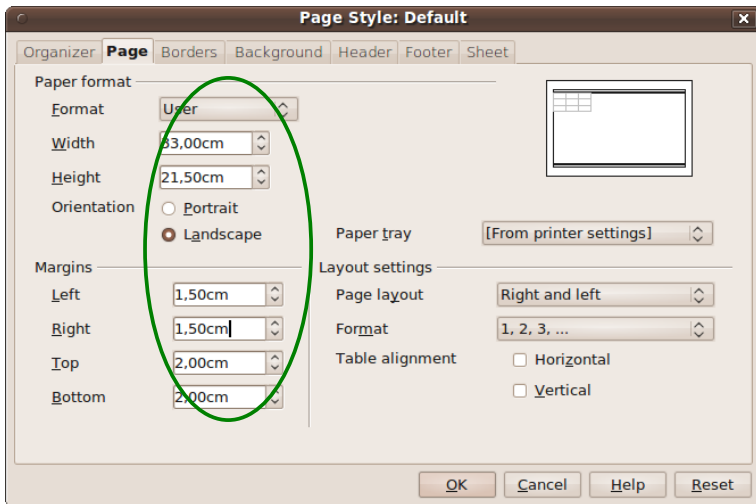 Page Style: Default
Organizer Page Borders Background Header Footer Sheet
Paper format
Format User
Width 33,00cm
Height 21,50cm
Orientation Portrait
Landscape
Paper tray [From printer settings]
Margins
Layout settings
Left 1,50cm
Page layout Right and left
Right 1,50cm
Format 1, 2, 3, ...
Top 2,00cm
Table alignment Horizontal
Bottom 2,00cm
Vertical
OK Cancel Help Reset